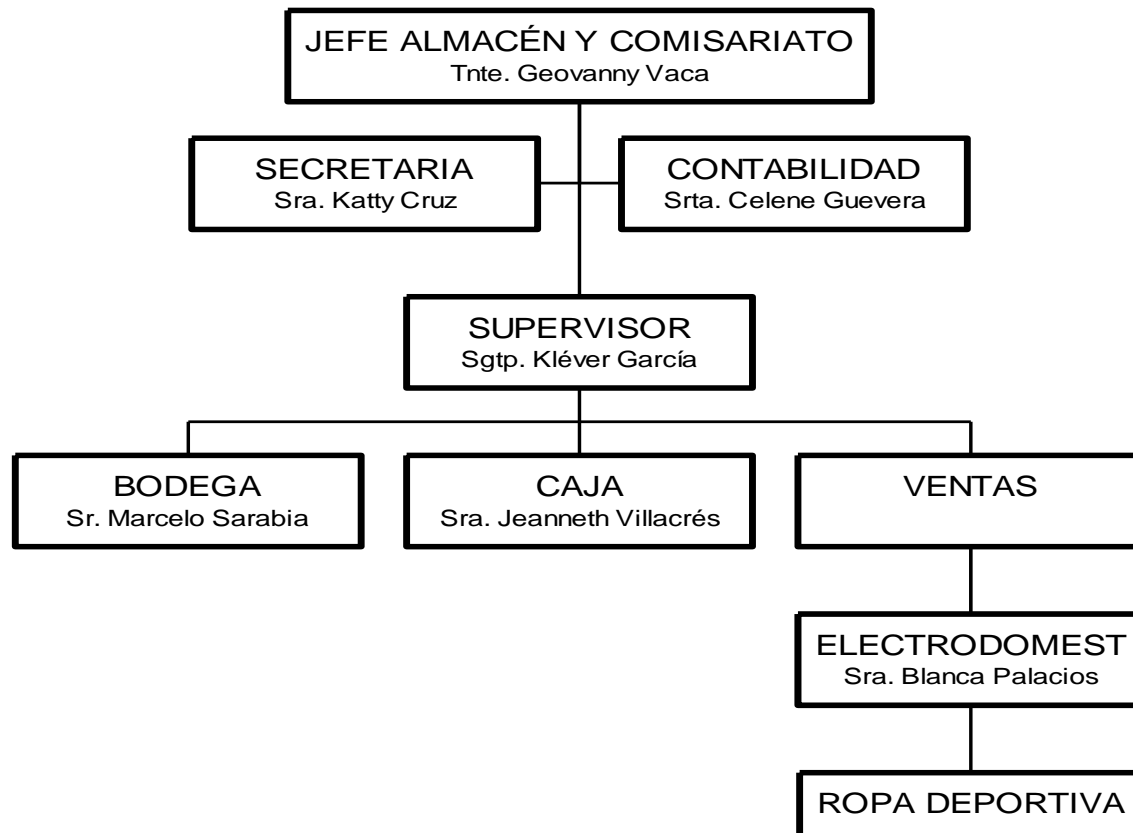 JEFE ALMACÉN Y COMISARIATO
Tnte. Geovanny Vaca
SECRETARIA
Sra. Katty Cruz
CONTABILIDAD
Srta. Celene Guevera
SUPERVISOR
Sgtp. Kléver García
BODEGA
Sr. Marcelo Sarabia
CAJA
Sra. Jeanneth Villacrés
VENTAS
ELECTRODOMEST
Sra. Blanca Palacios
ROPA DEPORTIVA